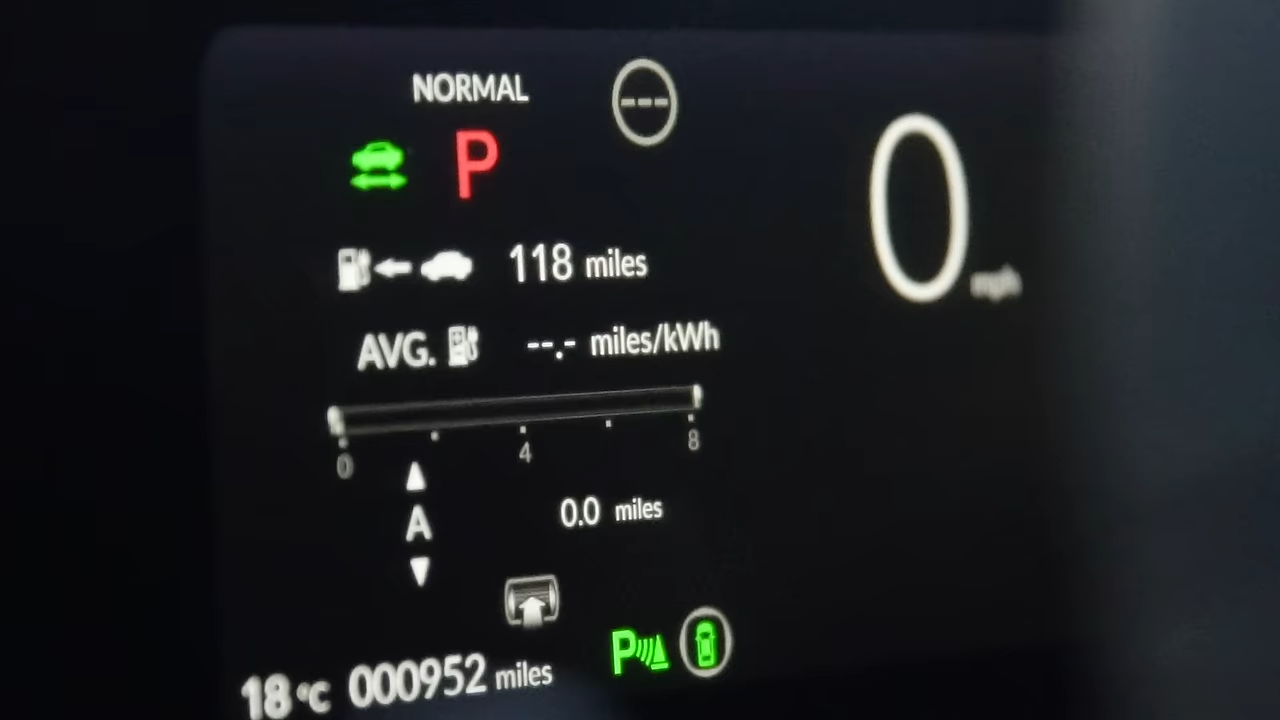 NORMAL
---
P
0 mph
118 miles
AVG. --.- miles/kWh
0 4 8
A
0.0 miles
P
18°C 000952 miles